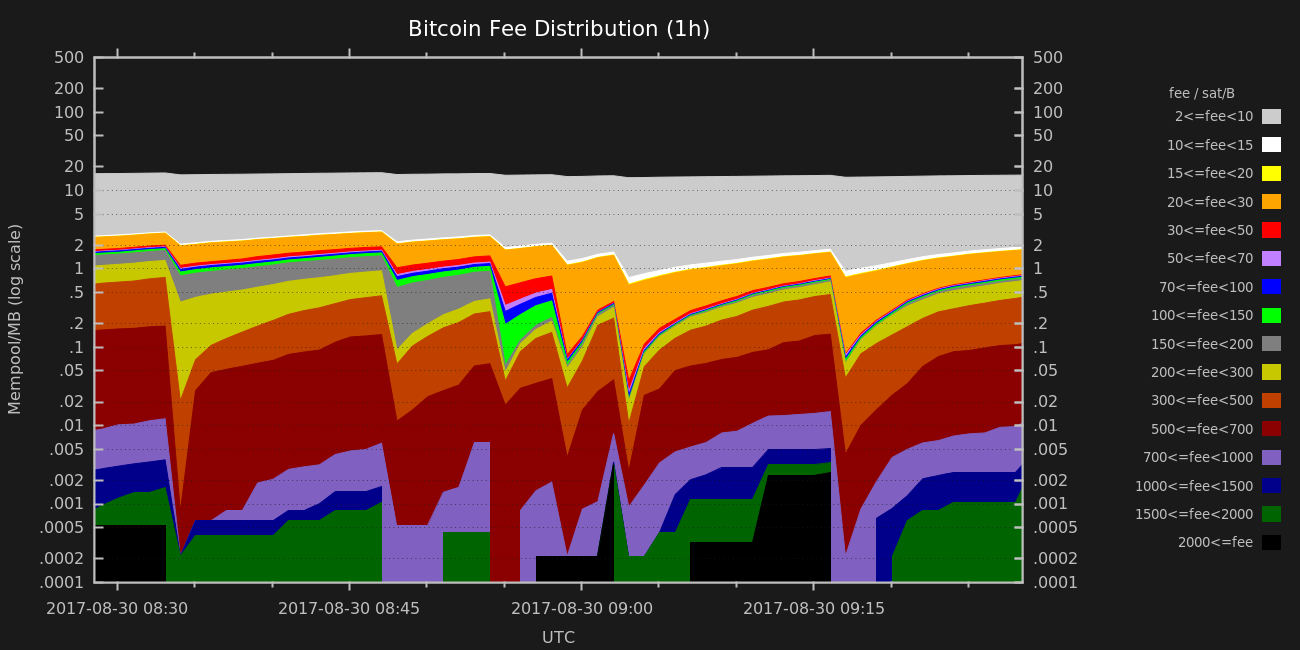 Bitcoin Fee Distribution (1h)
500 500
200 200
100 100
50 50
20 20
10 10
5 5
2 2
1 1
.5 .5
.2 .2
.1 .1
.05 .05
.02 .02
.01 .01
.005 .005
.002 .002
.001 .001
.0005 .0005
.0002 .0002
.0001 .0001
Mempool/MB (log scale)
2017-08-30 08:30 2017-08-30 08:45 2017-08-30 09:00 2017-08-30 09:15
UTC
fee / sat/B
2<=fee<10
10<=fee<15
15<=fee<20
20<=fee<30
30<=fee<50
50<=fee<70
70<=fee<100
100<=fee<150
150<=fee<200
200<=fee<300
300<=fee<500
500<=fee<700
700<=fee<1000
1000<=fee<1500
1500<=fee<2000
2000<=fee